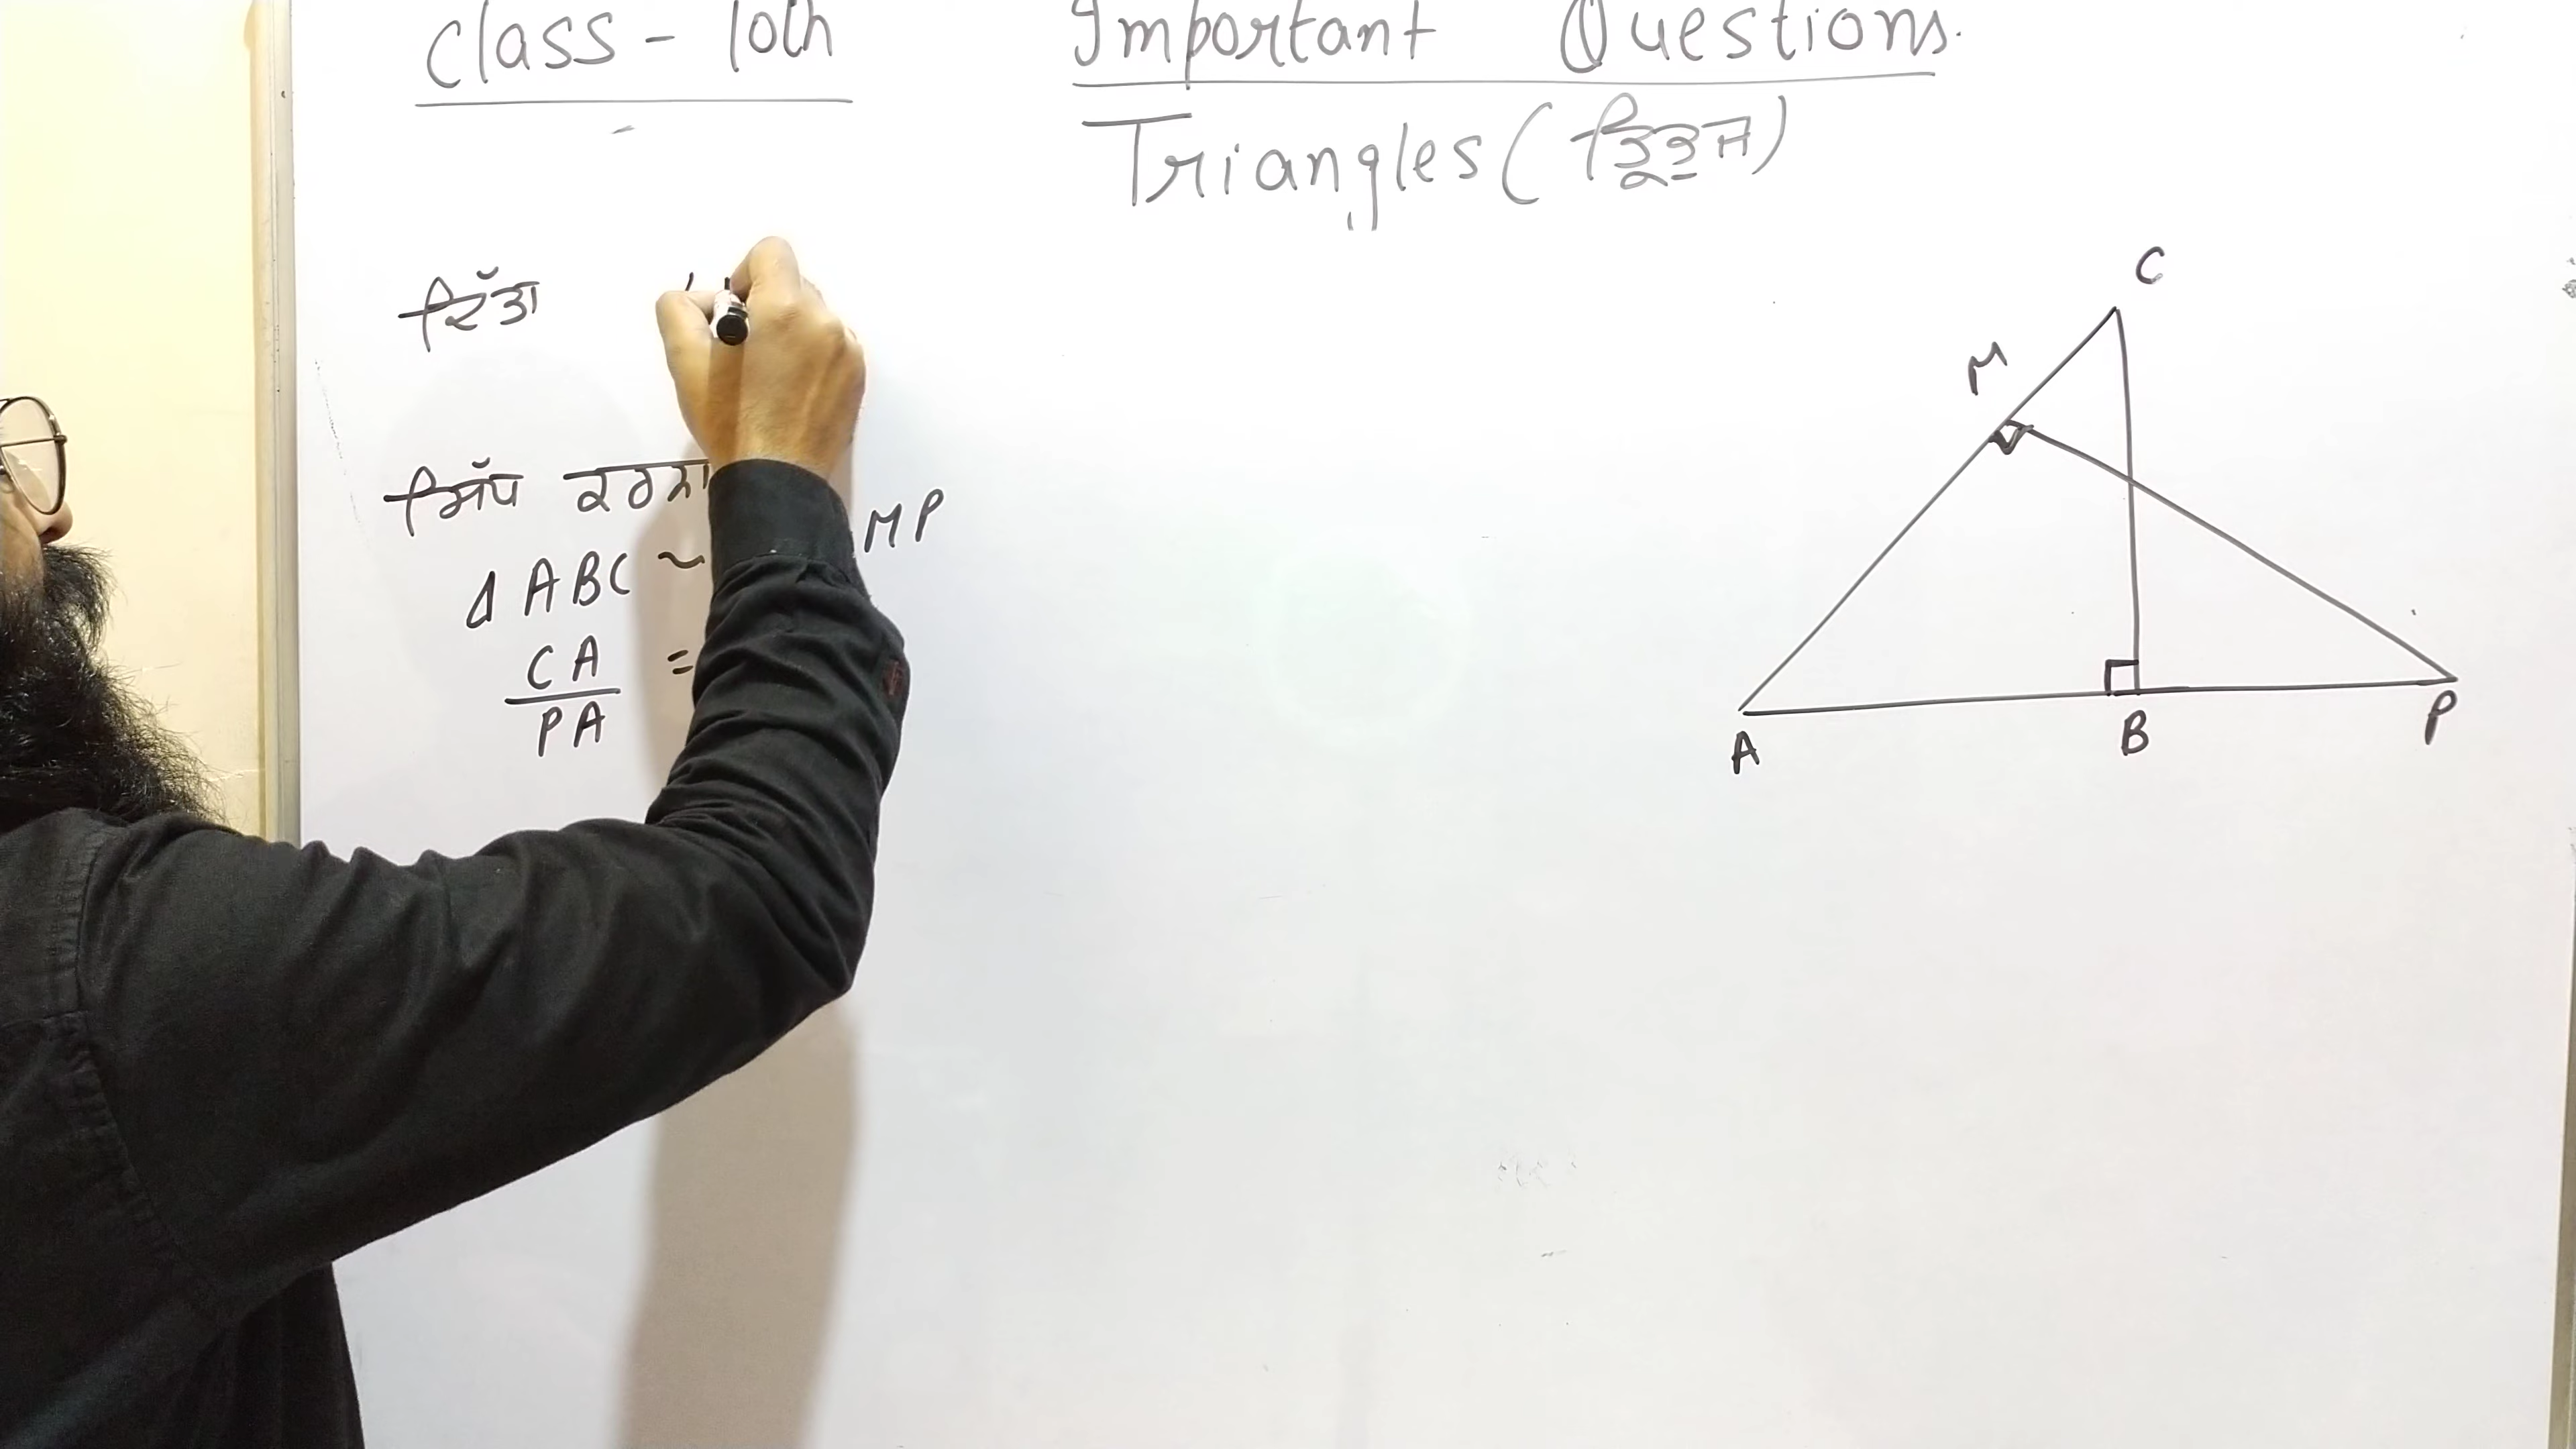 Class - 10th
Important Questions.
Triangles (ਤ੍ਰਿਭੁਜ)
ਦਿੱਤਾ
ਸਿੱਧ ਕਰਨਾ
Δ ABC ~ MP
CA =
PA
C
M
A
B
P